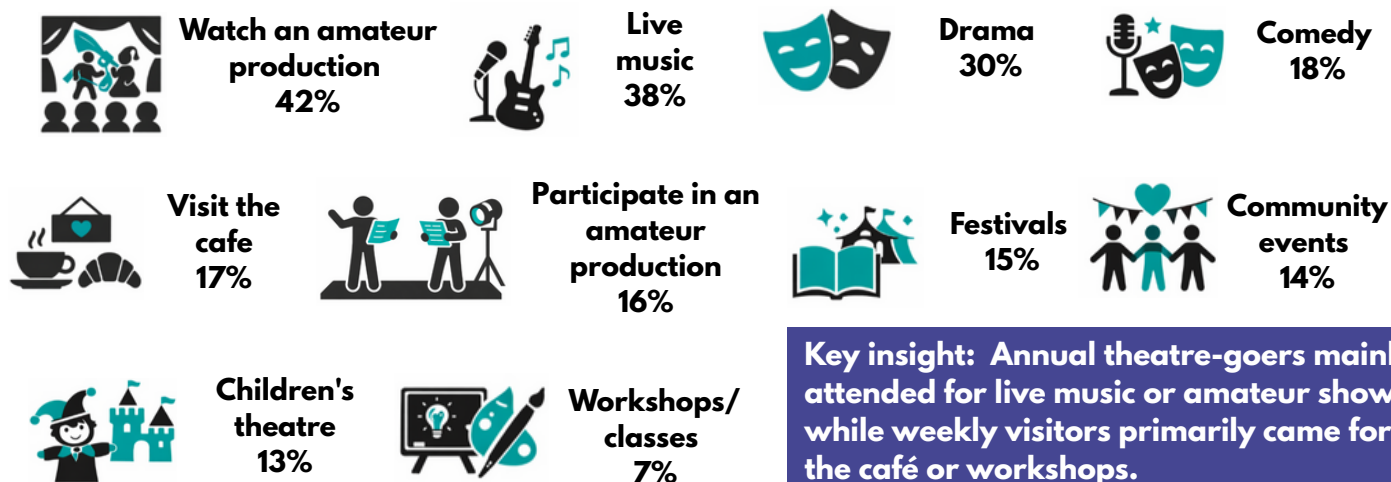 Watch an amateur
production
42%
Live
music
38%
Drama
30%
Comedy
18%
Visit the
cafe
17%
Participate in an
amateur
production
16%
Festivals
15%
Community
events
14%
Children's
theatre
13%
Workshops/
classes
7%
Key insight: Annual theatre-goers
attended for live music or amateur
while weekly visitors primarily came for
the café or workshops.